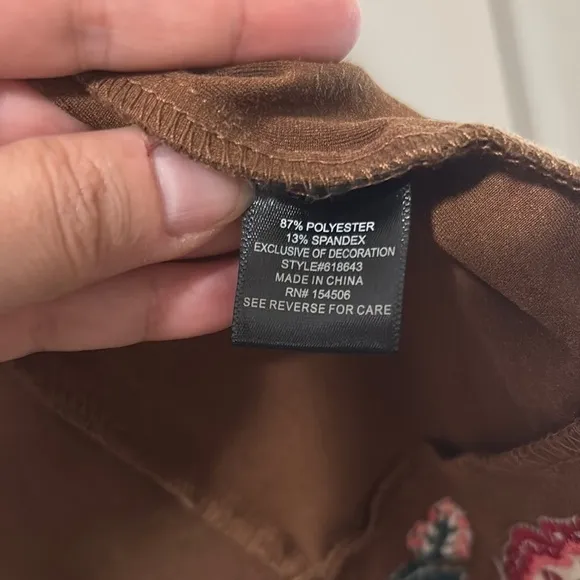 87% POLYESTER
13% SPANDEX
EXCLUSIVE OF DECORATION
STYLE#618643
MADE IN CHINA
RN# 154506
SEE REVERSE FOR CARE